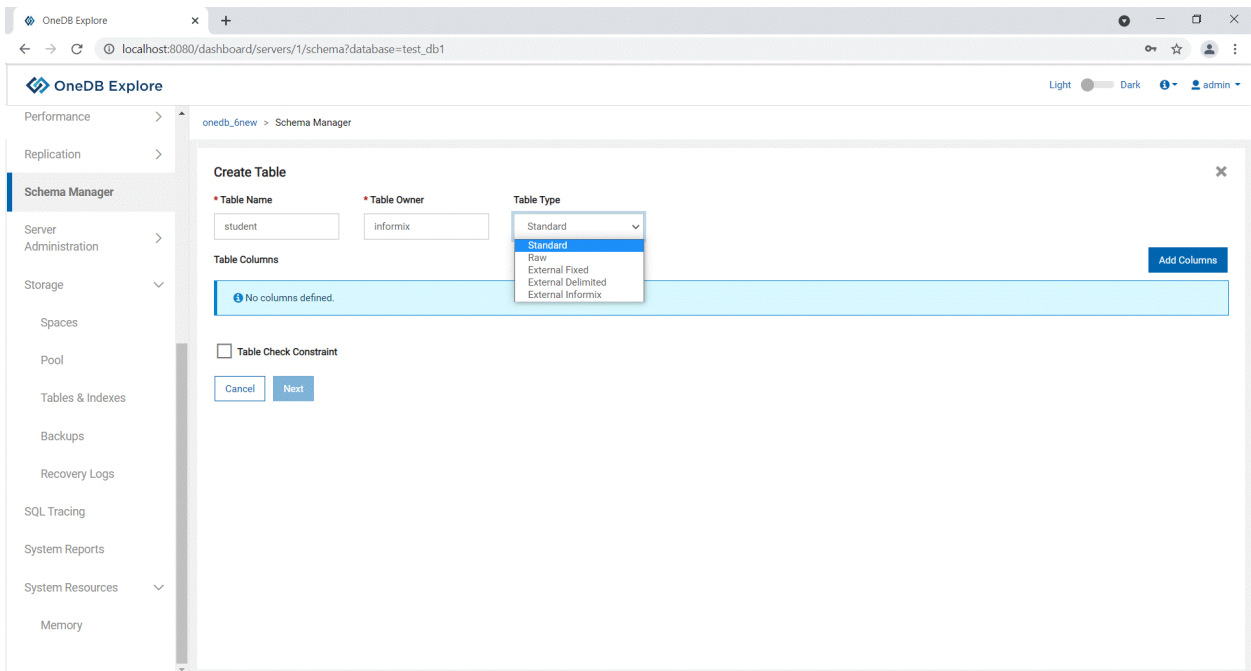 OneDB Explore
localhost:8080/dashboard/servers/1/schema?database=test_db1
OneDB Explore
Light Dark admin
Performance
Replication
Schema Manager
Server
Administration
Storage
Spaces
Pool
Tables & Indexes
Backups
Recovery Logs
SQL Tracing
System Reports
System Resources
Memory
onedb_6new > Schema Manager
Create Table
* Table Name * Table Owner Table Type
student informix Standard
Standard
Raw
External Fixed
External Delimited
External Informix
Table Columns Add Columns
No columns defined.
Table Check Constraint
Cancel Next